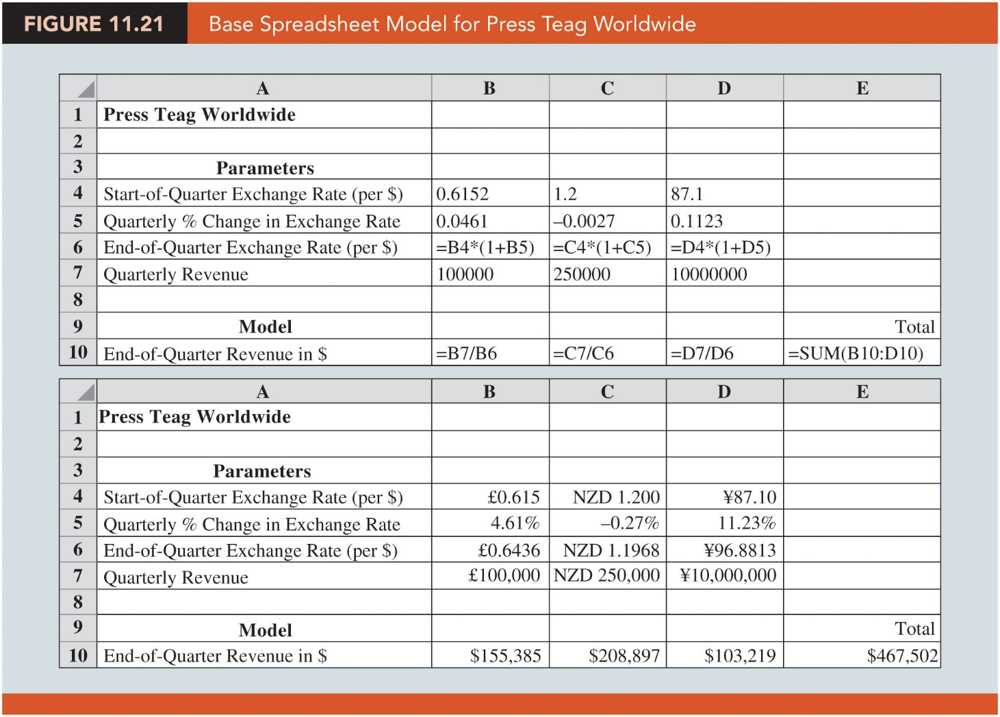 FIGURE 11.21 Base Spreadsheet Model for Press Teag Worldwide
A B C D E
1 Press Teag Worldwide
2
3 Parameters
4 Start-of-Quarter Exchange Rate (per $) 0.6152 1.2 87.1
5 Quarterly % Change in Exchange Rate 0.0461 –0.0027 0.1123
6 End-of-Quarter Exchange Rate (per $) =B4*(1+B5) =C4*(1+C5) =D4*(1+D5)
7 Quarterly Revenue 100000 250000 10000000
8
9 Model Total
10 End-of-Quarter Revenue in $ =B7/B6 =C7/C6 =D7/D6 =SUM(B10:D10)
A B C D E
1 Press Teag Worldwide
2
3 Parameters
4 Start-of-Quarter Exchange Rate (per $) £0.615 NZD 1.200 ¥87.10
5 Quarterly % Change in Exchange Rate 4.61% –0.27% 11.23%
6 End-of-Quarter Exchange Rate (per $) £0.6436 NZD 1.1968 ¥96.8813
7 Quarterly Revenue £100,000 NZD 250,000 ¥10,000,000
8
9 Model Total
10 End-of-Quarter Revenue in $ $155,385 $208,897 $103,219 $467,502